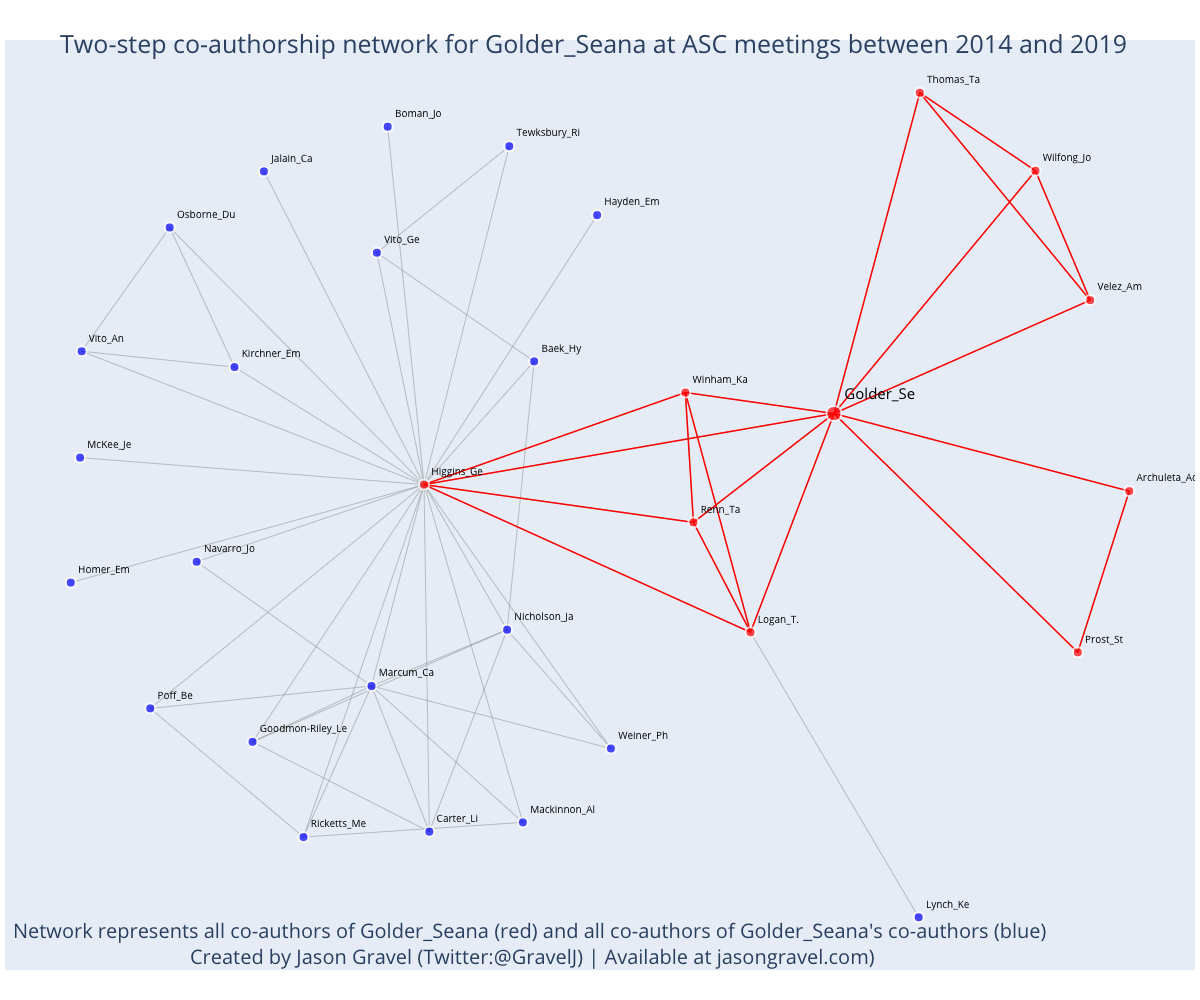 Two-step co-authorship network for Golder_Seana at ASC meetings between 2014 and 2019
Thomas_Ta
Boman_Jo
Tewksbury_Ri
Jalain_Ca
Wilfong_Jo
Hayden_Em
Osborne_Du
Vito_Ge
Velez_Am
Vito_An
Baek_Hy
Kirchner_Em
Winham_Ka
Golder_Se
McKee_Je
Higgins_Ge
Archuleta_Ad
Renn_Ta
Navarro_Jo
Homer_Em
Nicholson_Ja
Logan_T.
Prost_St
Marcum_Ca
Poff_Be
Goodmon-Riley_Le
Weiner_Ph
Mackinnon_Al
Carter_Li
Ricketts_Me
Lynch_Ke
Network represents all co-authors of Golder_Seana (red) and all co-authors of Golder_Seana's co-authors (blue)
Created by Jason Gravel (Twitter:@GravelJ) | Available at jasongravel.com)